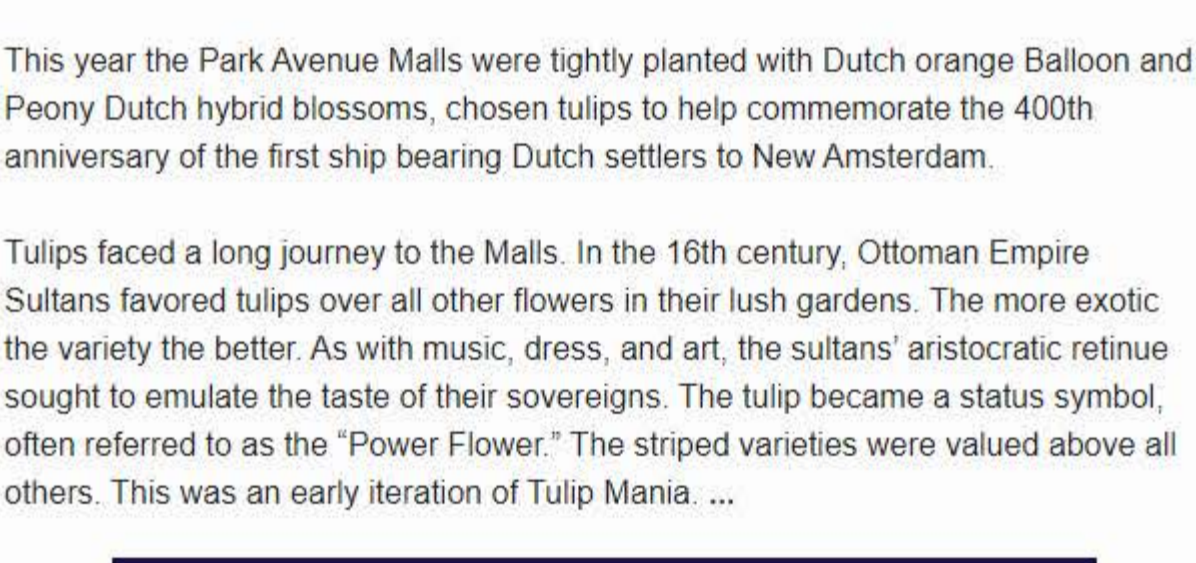 This year the Park Avenue Malls were tightly planted with Dutch orange Balloon and
Peony Dutch hybrid blossoms, chosen tulips to help commemorate the 400th
anniversary of the first ship bearing Dutch settlers to New Amsterdam.
Tulips faced a long journey to the Malls. In the 16th century, Ottoman Empire
Sultans favored tulips over all other flowers in their lush gardens. The more exotic
the variety the better. As with music, dress, and art, the sultans’ aristocratic retinue
sought to emulate the taste of their sovereigns. The tulip became a status symbol,
often referred to as the “Power Flower.” The striped varieties were valued above all
others. This was an early iteration of Tulip Mania. ...